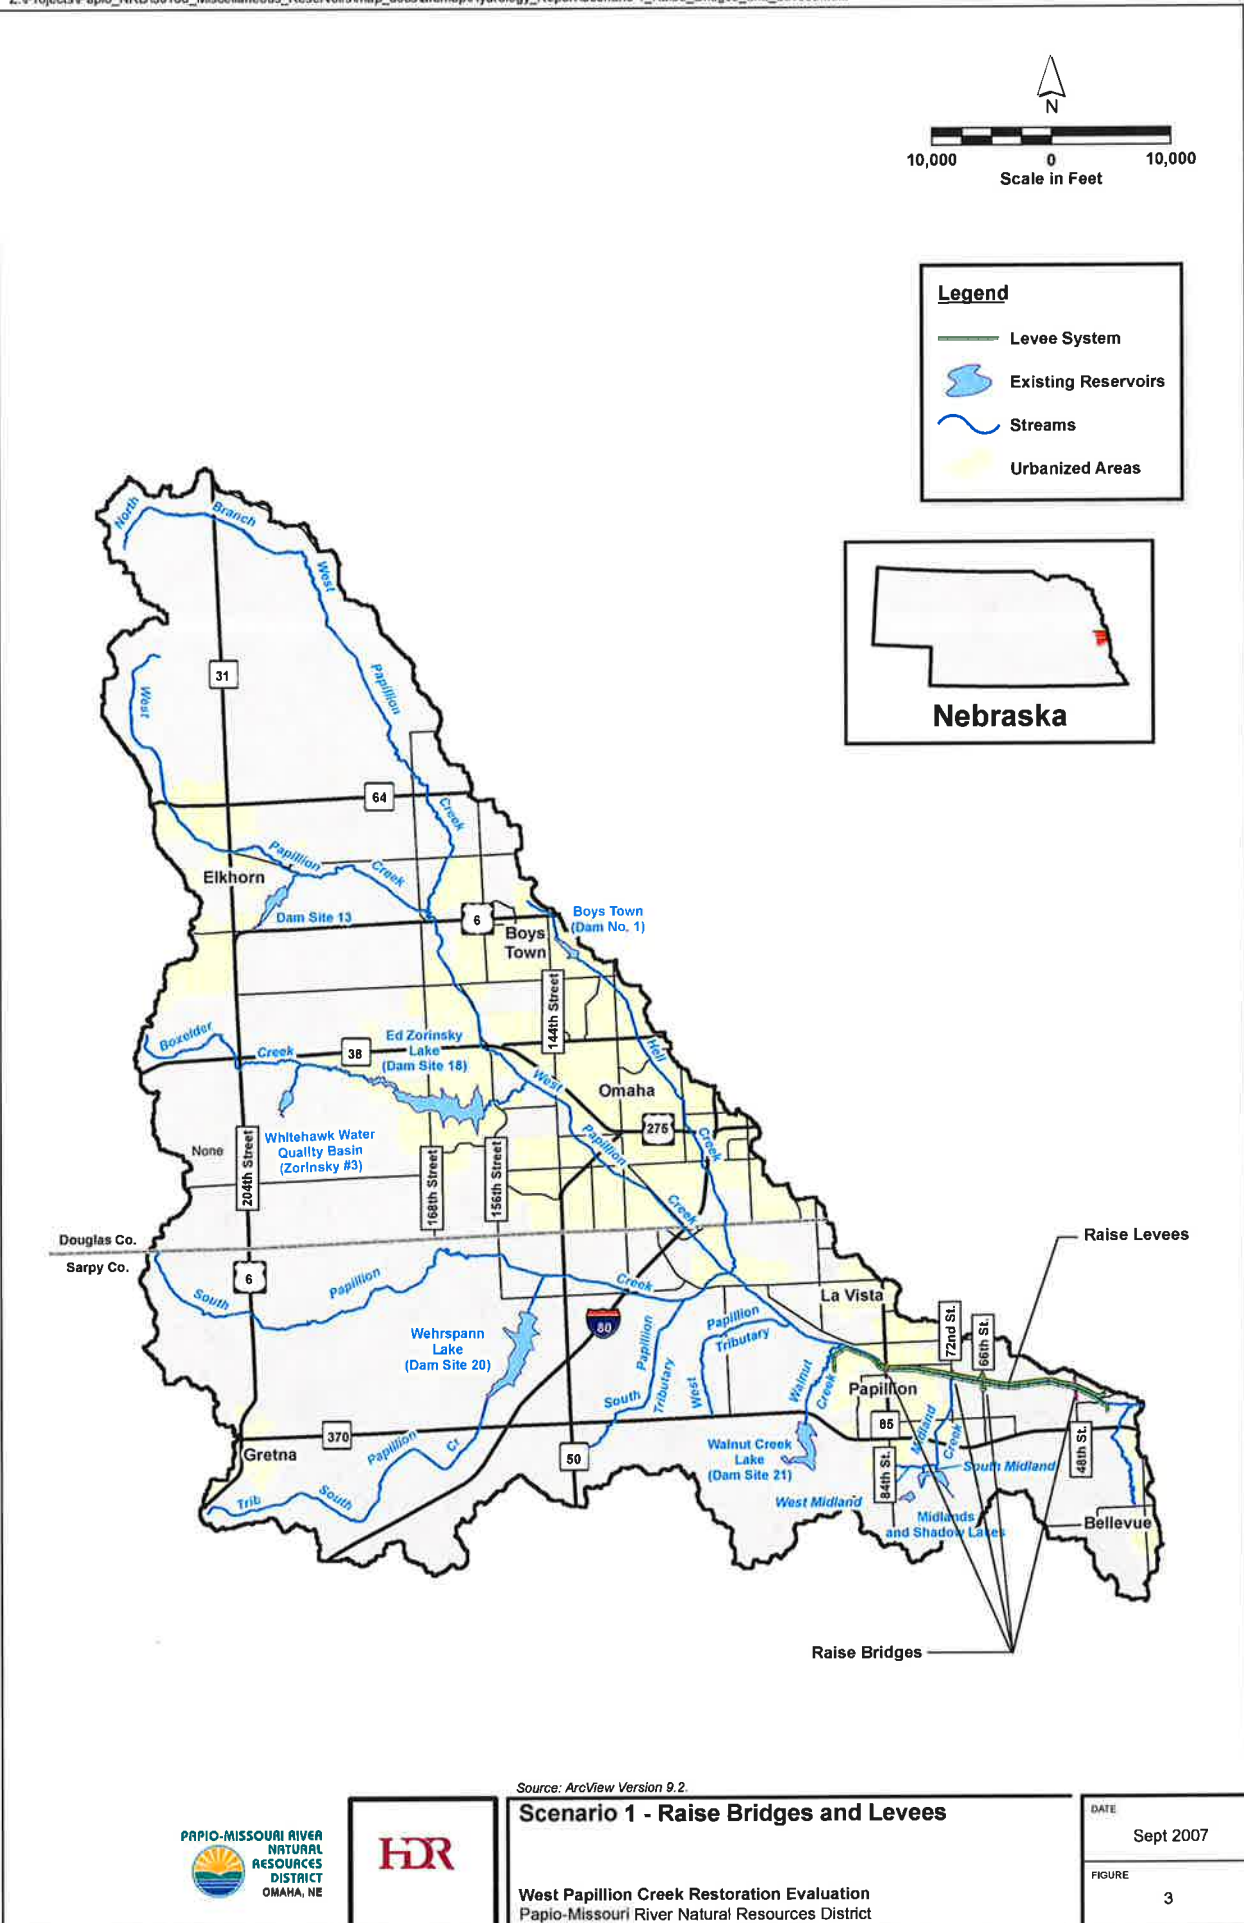 N
10,000 0 10,000
Scale in Feet
Legend
Levee System
Existing Reservoirs
Streams
Urbanized Areas
Nebraska
North
Branch
West
Papillion
Creek
31
West
64
Papillion
Creek
Elkhorn
Dam Site 13
6
Boys
Town
Boys Town
(Dam No. 1)
144th Street
Boxelder
Creek
38
Ed Zorinsky
Lake
(Dam Site 18)
Hell
Creek
West
Papillion
Creek
Omaha
275
None
204th Street
Whitehawk Water
Quality Basin
(Zorinsky #3)
168th Street
156th Street
Douglas Co.
Sarpy Co.
6
South
Papillion
Creek
Raise Levees
La Vista
Wehrspann
Lake
(Dam Site 20)
80
South
Papillion
Tributary
West
Papillion
Tributary
Walnut
Creek
72nd St.
66th St.
Papillion
85
84th St.
Midland
Creek
South Midland
48th St.
Gretna
370
Trib
South
Papillion
Cr
50
Walnut Creek
Lake
(Dam Site 21)
West Midland
Midlands
and Shadow Lakes
Bellevue
Raise Bridges
Source: ArcView Version 9.2.
PAPIO-MISSOURI RIVER
NATURAL
RESOURCES
DISTRICT
OMAHA, NE
HDR
Scenario 1 - Raise Bridges and Levees
West Papillion Creek Restoration Evaluation
Papio-Missouri River Natural Resources District
DATE
Sept 2007
FIGURE
3